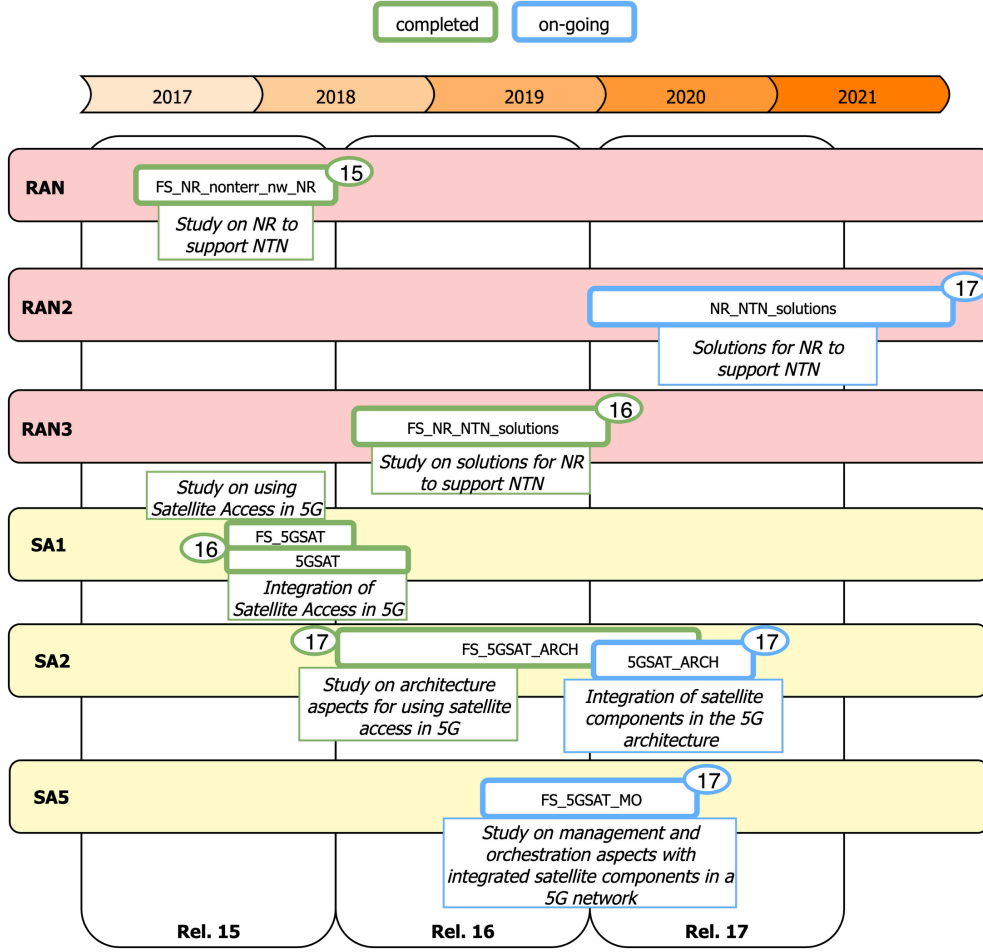 completed
on-going
2017
2018
2019
2020
2021
RAN
15
FS_NR_nonterr_nw_NR
Study on NR to
support NTN
RAN2
17
NR_NTN_solutions
Solutions for NR to
support NTN
RAN3
16
FS_NR_NTN_solutions
Study on solutions for NR
to support NTN
Study on using
Satellite Access in 5G
SA1
16
FS_5GSAT
5GSAT
Integration of
Satellite Access in 5G
SA2
17
FS_5GSAT_ARCH
17
5GSAT_ARCH
Study on architecture
aspects for using satellite
access in 5G
Integration of satellite
components in the 5G
architecture
SA5
17
FS_5GSAT_MO
Study on management and
orchestration aspects with
integrated satellite components in a
5G network
Rel. 15
Rel. 16
Rel. 17